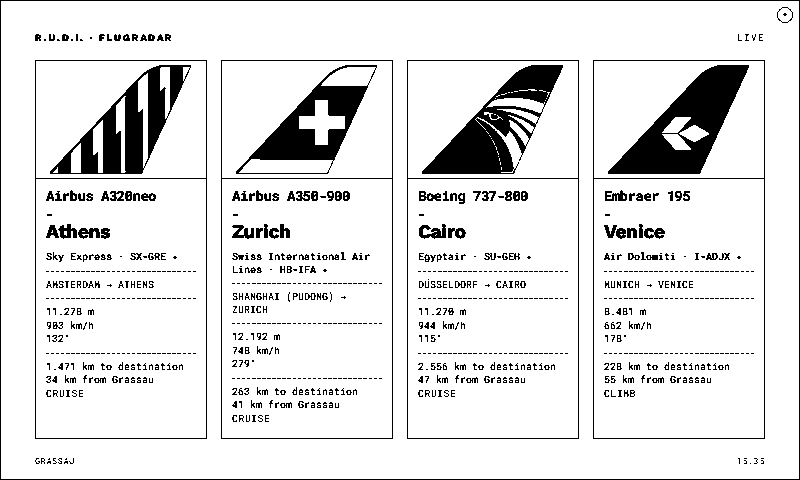 R.U.D.I. · FLUGRADAR
LIVE
Airbus A320neo
–
Athens
Sky Express · SX-GRE ✦
AMSTERDAM → ATHENS
11.278 m
903 km/h
132°
1.471 km to destination
34 km from Grassau
CRUISE
Airbus A350-900
–
Zurich
Swiss International Air
Lines · HB-IFA ✦
SHANGHAI (PUDONG) →
ZURICH
12.192 m
748 km/h
279°
263 km to destination
41 km from Grassau
CRUISE
Boeing 737-800
–
Cairo
Egyptair · SU-GEH ✦
DÜSSELDORF → CAIRO
11.270 m
944 km/h
115°
2.556 km to destination
47 km from Grassau
CRUISE
Embraer 195
–
Venice
Air Dolomiti · I-ADJX ✦
MUNICH → VENICE
8.481 m
662 km/h
178°
228 km to destination
55 km from Grassau
CLIMB
GRASSAU
15.35